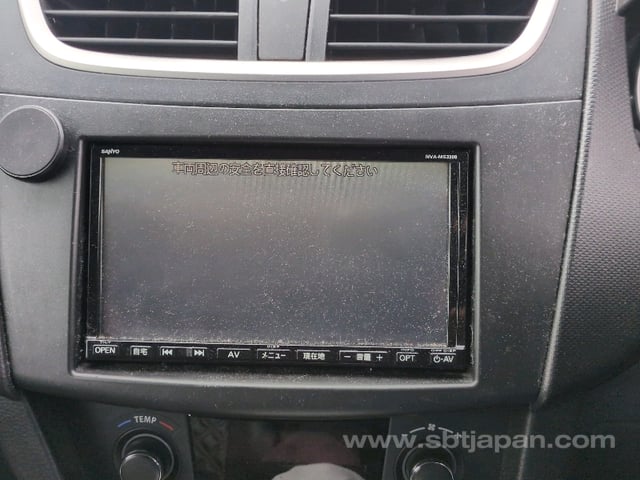 SANYO NVA-MS3309
車両周辺の安全を直接確認してください
OPEN 自宅 AV メニュー 現在地 − 音量 + OPT ⏻·AV
TEMP
www.sbtjapan.com